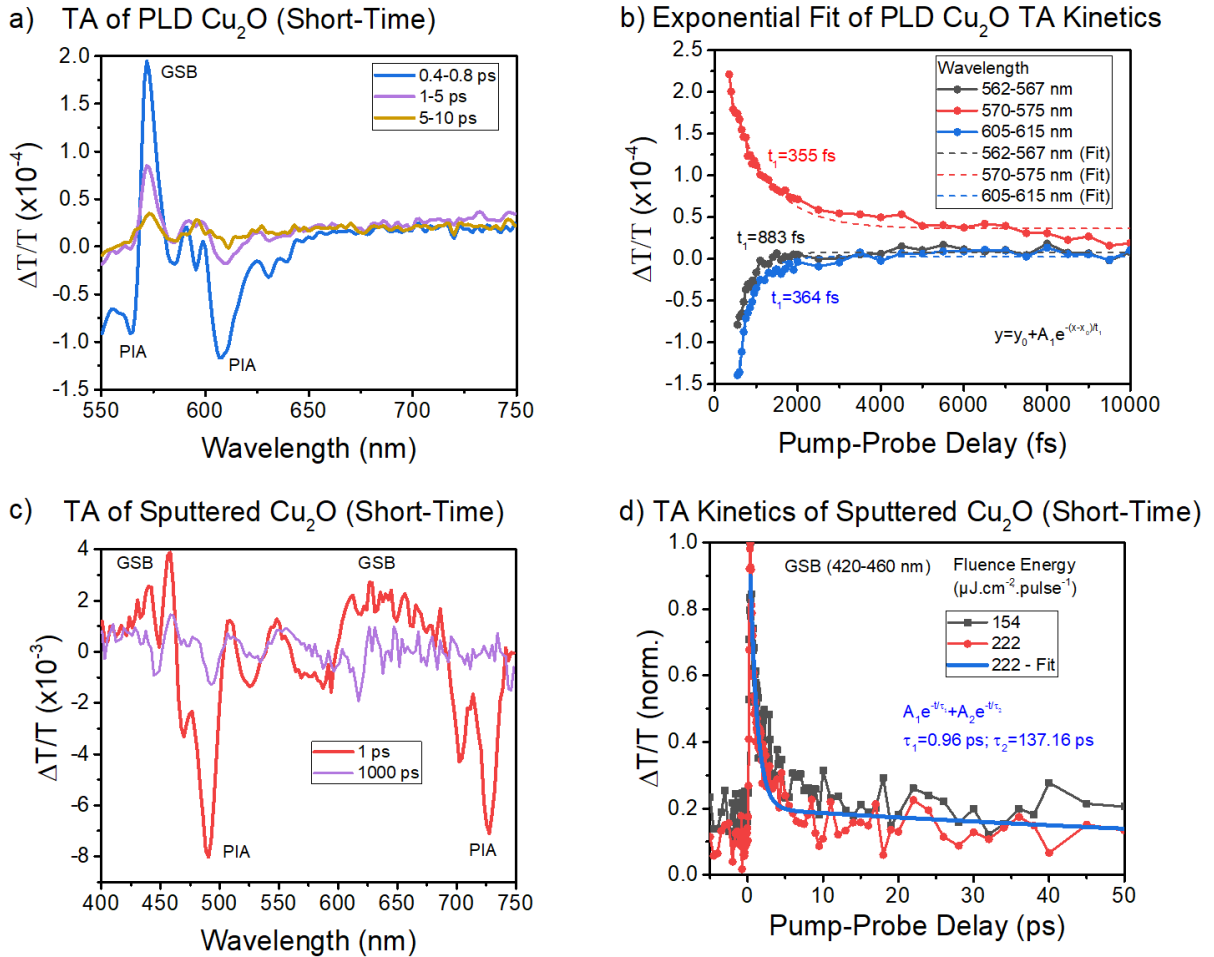 a) TA of PLD Cu₂O (Short-Time)
ΔT/T (x10⁻⁴)
2.0
1.5
1.0
0.5
0.0
-0.5
-1.0
-1.5
GSB
PIA
PIA
0.4-0.8 ps
1-5 ps
5-10 ps
550 600 650 700 750
Wavelength (nm)
b) Exponential Fit of PLD Cu₂O TA Kinetics
ΔT/T (x10⁻⁴)
2.5
2.0
1.5
1.0
0.5
0.0
-0.5
-1.0
-1.5
Wavelength
562-567 nm
570-575 nm
605-615 nm
562-567 nm (Fit)
570-575 nm (Fit)
605-615 nm (Fit)
t₁=355 fs
t₁=883 fs
t₁=364 fs
y=y₀+A₁e^-(x-x₀)/t₁
0 2000 4000 6000 8000 10000
Pump-Probe Delay (fs)
c) TA of Sputtered Cu₂O (Short-Time)
ΔT/T (x10⁻³)
4
2
0
-2
-4
-6
-8
GSB
GSB
PIA
PIA
1 ps
1000 ps
400 450 500 550 600 650 700 750
Wavelength (nm)
d) TA Kinetics of Sputtered Cu₂O (Short-Time)
ΔT/T (norm.)
1.0
0.8
0.6
0.4
0.2
0.0
GSB (420-460 nm)
Fluence Energy
(µJ.cm⁻².pulse⁻¹)
154
222
222 - Fit
A₁e^-t/τ₁+A₂e^-t/τ₂
τ₁=0.96 ps; τ₂=137.16 ps
0 10 20 30 40 50
Pump-Probe Delay (ps)